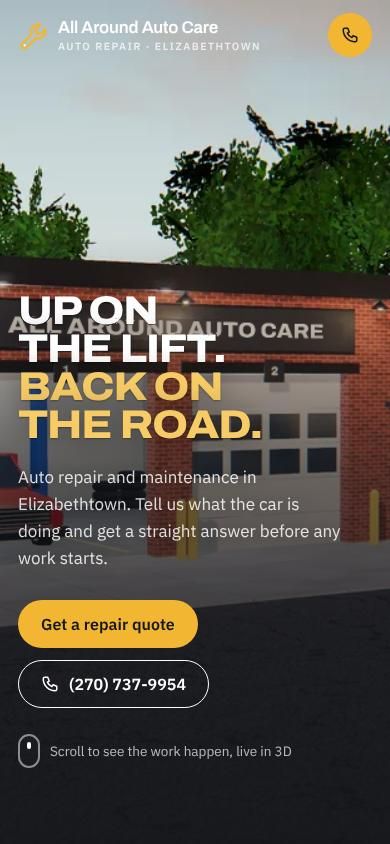 All Around Auto Care
AUTO REPAIR · ELIZABETHTOWN
UP ON
ALL AROUND AUTO CARE
THE LIFT.
1
2
BACK ON
THE ROAD.
Auto repair and maintenance in
Elizabethtown. Tell us what the car is
doing and get a straight answer before any
work starts.
Get a repair quote
(270) 737-9954
Scroll to see the work happen, live in 3D